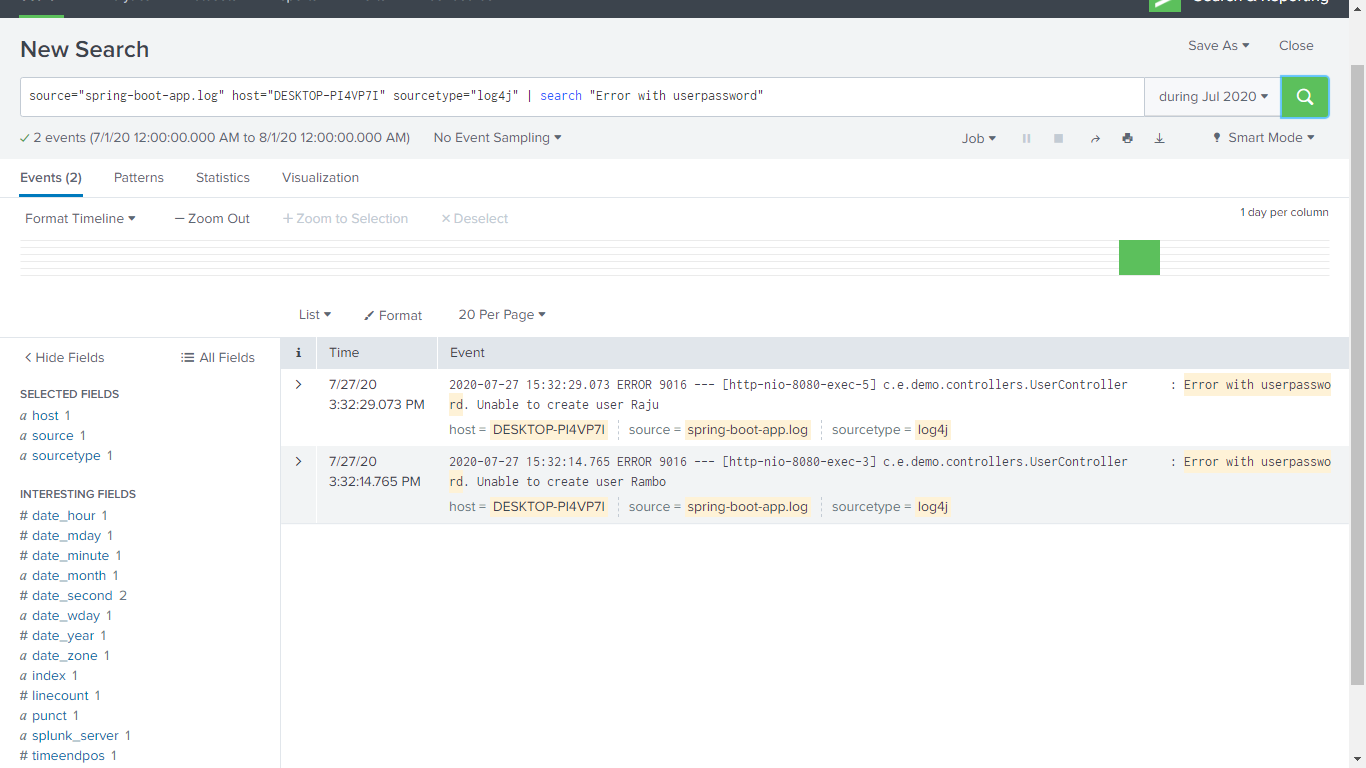 Search & Reporting
New Search
Save As
Close
source="spring-boot-app.log" host="DESKTOP-PI4VP7I" sourcetype="log4j" | search "Error with userpassword"
during Jul 2020
2 events (7/1/20 12:00:00.000 AM to 8/1/20 12:00:00.000 AM)
No Event Sampling
Job
Smart Mode
Events (2)
Patterns
Statistics
Visualization
Format Timeline
— Zoom Out
+ Zoom to Selection
× Deselect
1 day per column
List
Format
20 Per Page
Hide Fields
All Fields
SELECTED FIELDS
a host 1
a source 1
a sourcetype 1
INTERESTING FIELDS
# date_hour 1
# date_mday 1
# date_minute 1
a date_month 1
# date_second 2
a date_wday 1
# date_year 1
a date_zone 1
a index 1
# linecount 1
a punct 1
a splunk_server 1
# timeendpos 1
i Time Event
7/27/20
3:32:29.073 PM
2020-07-27 15:32:29.073 ERROR 9016 --- [http-nio-8080-exec-5] c.e.demo.controllers.UserController : Error with userpasswo
rd. Unable to create user Raju
host = DESKTOP-PI4VP7I source = spring-boot-app.log sourcetype = log4j
7/27/20
3:32:14.765 PM
2020-07-27 15:32:14.765 ERROR 9016 --- [http-nio-8080-exec-3] c.e.demo.controllers.UserController : Error with userpasswo
rd. Unable to create user Rambo
host = DESKTOP-PI4VP7I source = spring-boot-app.log sourcetype = log4j